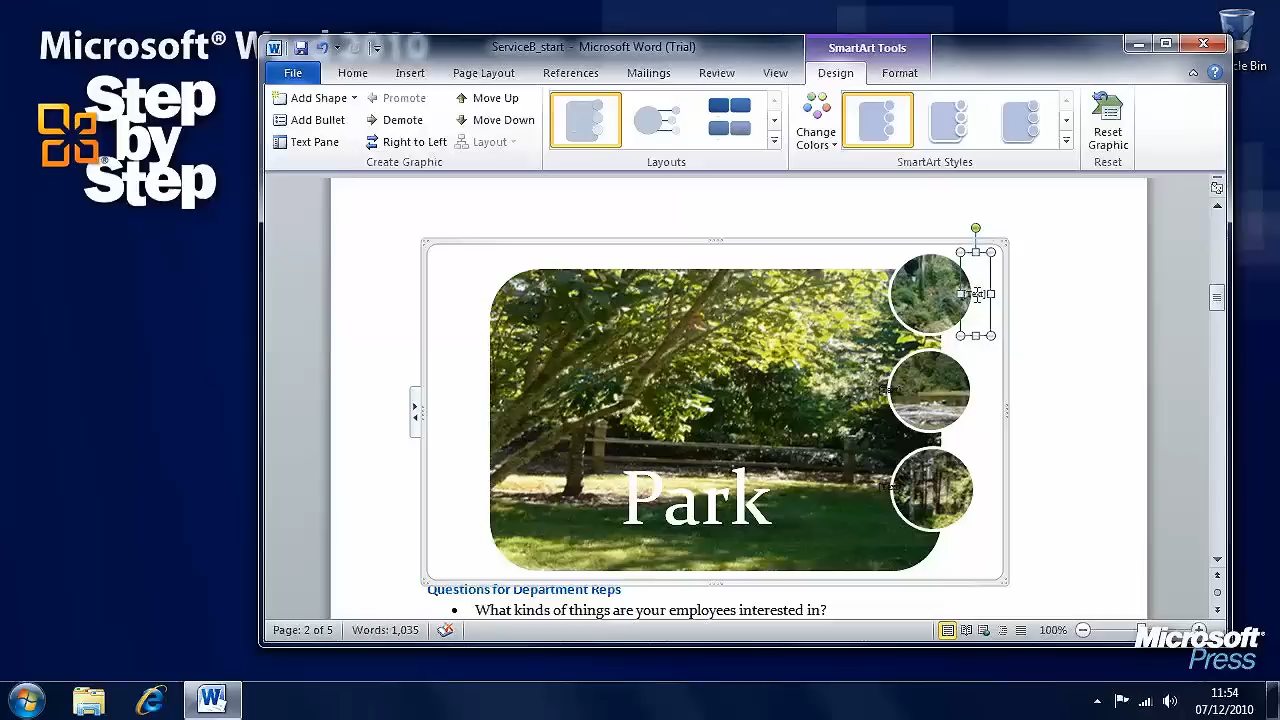 Microsoft® W
2010
Step
by
Step
®
ServiceB_start - Microsoft Word (Trial)
SmartArt Tools
Recycle Bin
File
Home
Insert
Page Layout
References
Mailings
Review
View
Design
Format
Add Shape
Promote
Move Up
Add Bullet
Demote
Move Down
Text Pane
Right to Left
Layout
Create Graphic
Layouts
Change
Colors
SmartArt Styles
Reset
Graphic
Reset
Park
Questions for Department Reps
• What kinds of things are your employees interested in?
Page: 2 of 5
Words: 1,035
100%
Microsoft®
Press
11:54
07/12/2010